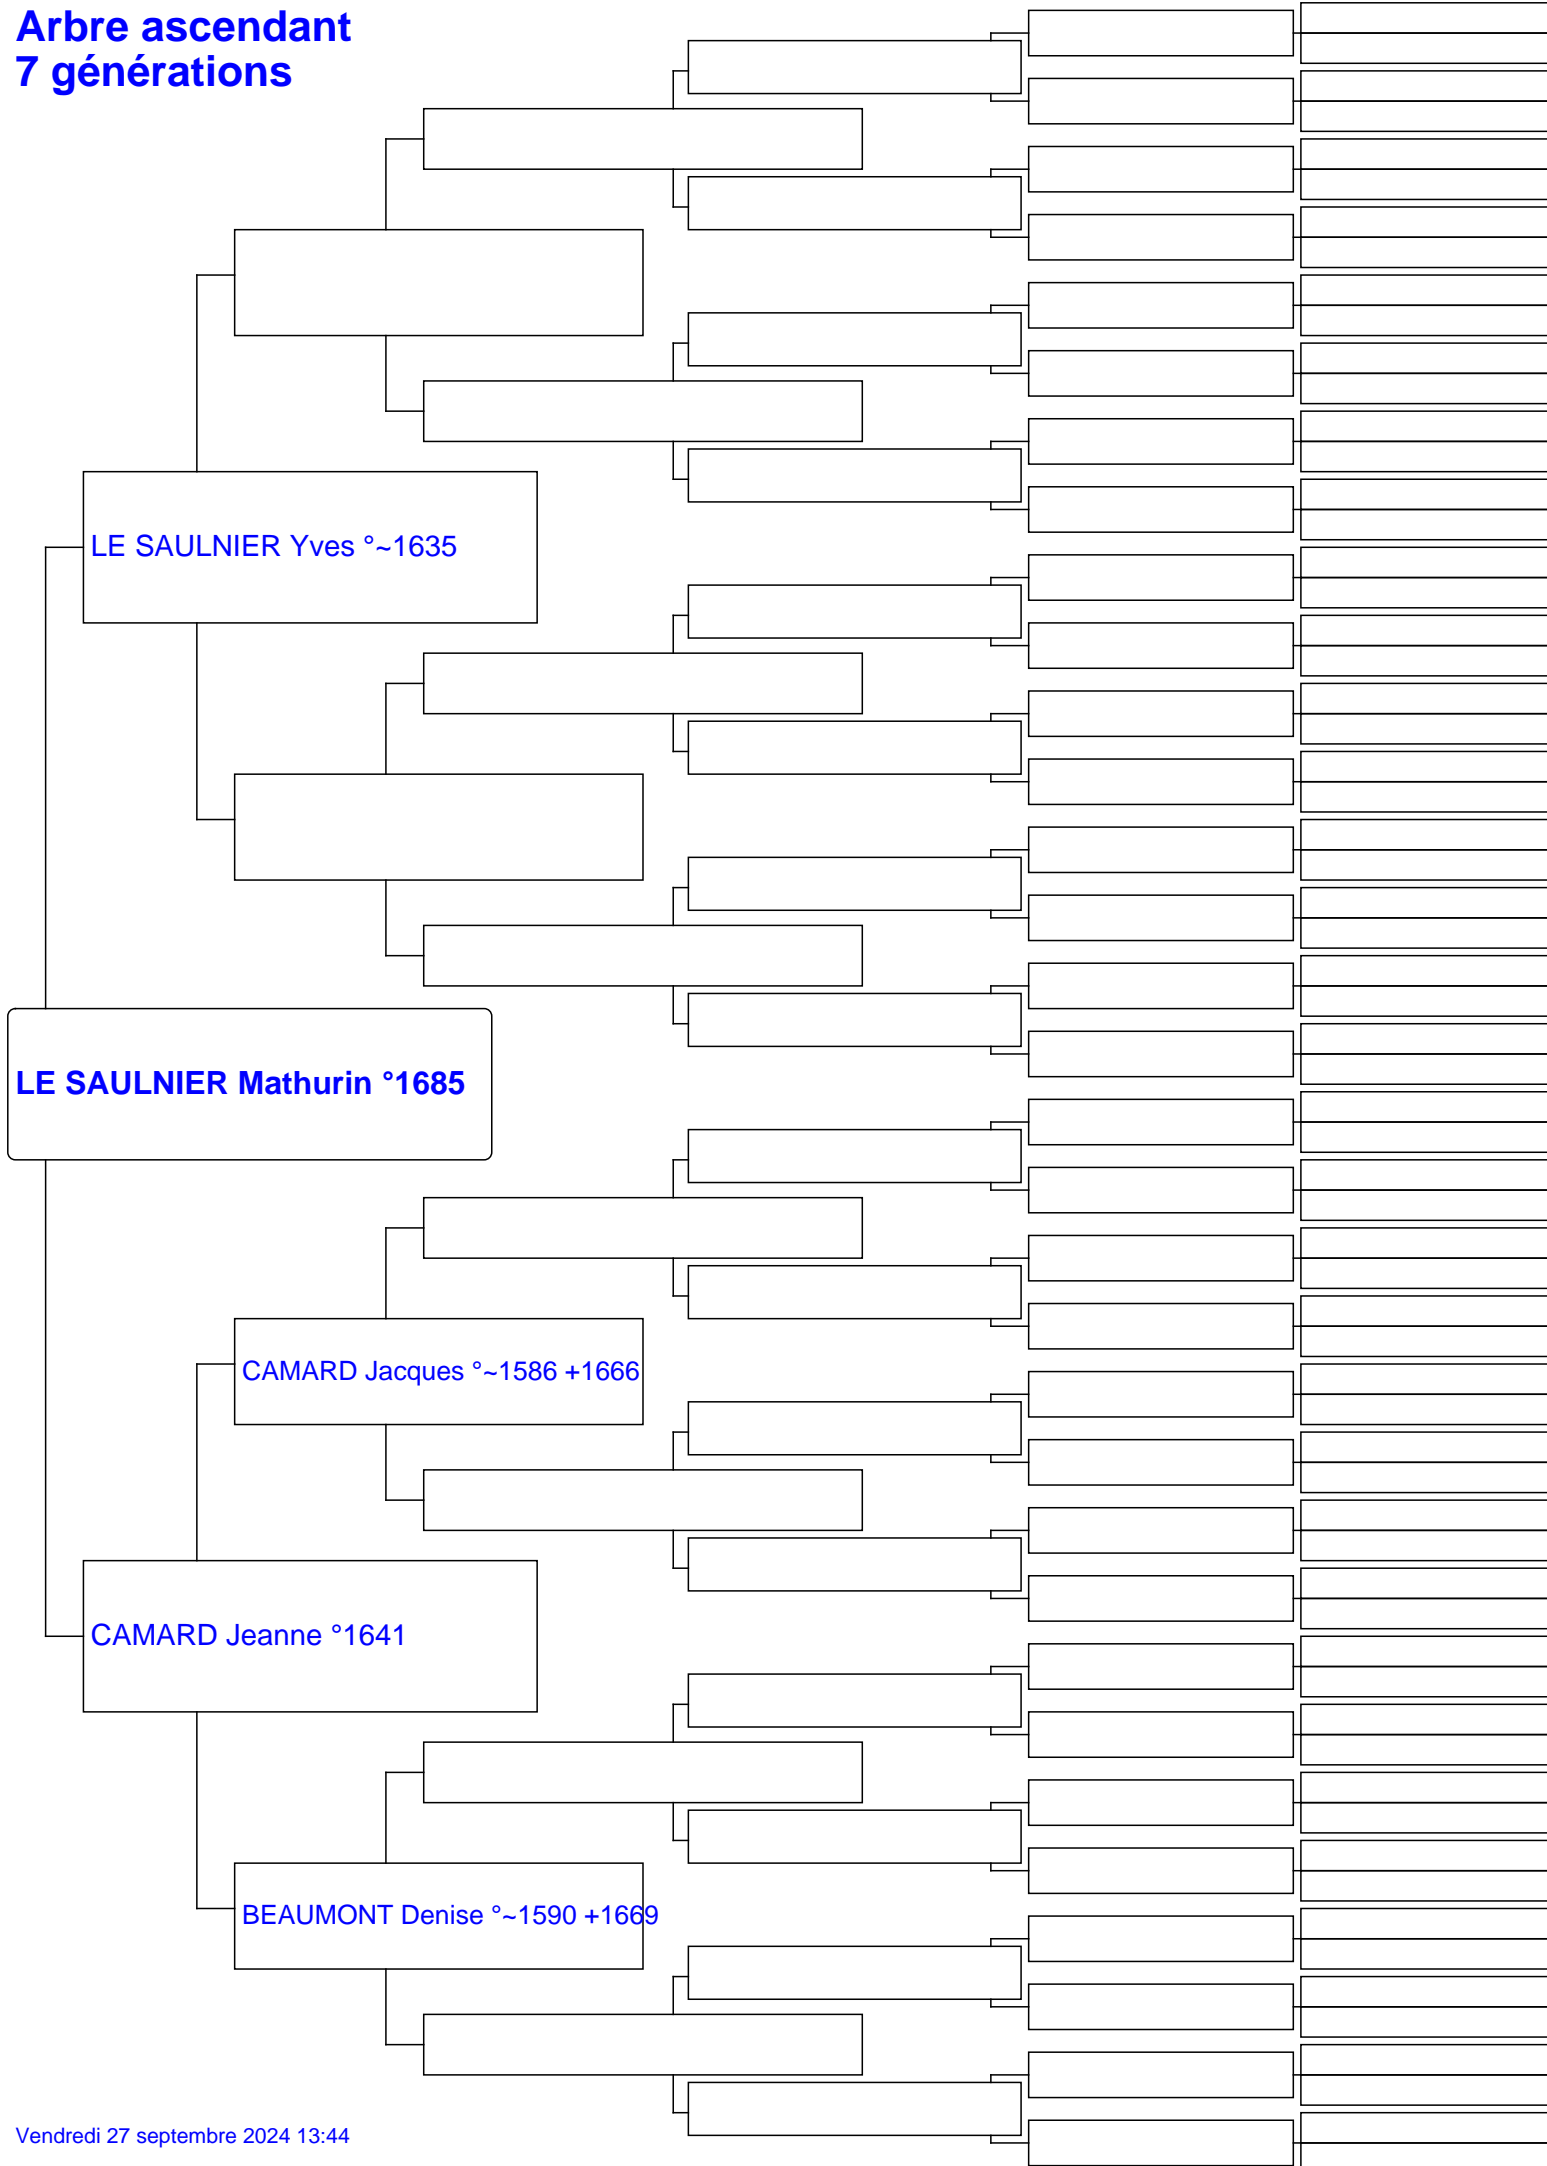 Arbre ascendant
7 générations
LE SAULNIER Yves °~1635
LE SAULNIER Mathurin °1685
CAMARD Jacques °~1586 +1666
CAMARD Jeanne °1641
BEAUMONT Denise °~1590 +1669
Vendredi 27 septembre 2024 13:44